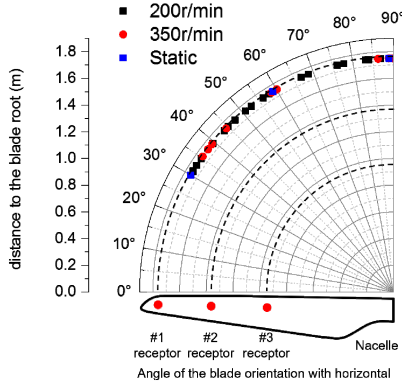 200r/min
350r/min
Static
90°
80°
70°
60°
50°
40°
30°
20°
10°
0°
1.8
1.6
1.4
1.2
1.0
0.8
0.6
0.4
0.2
0.0
distance to the blade root (m)
#1 #2 #3
receptor receptor receptor
Nacelle
Angle of the blade orientation with horizontal